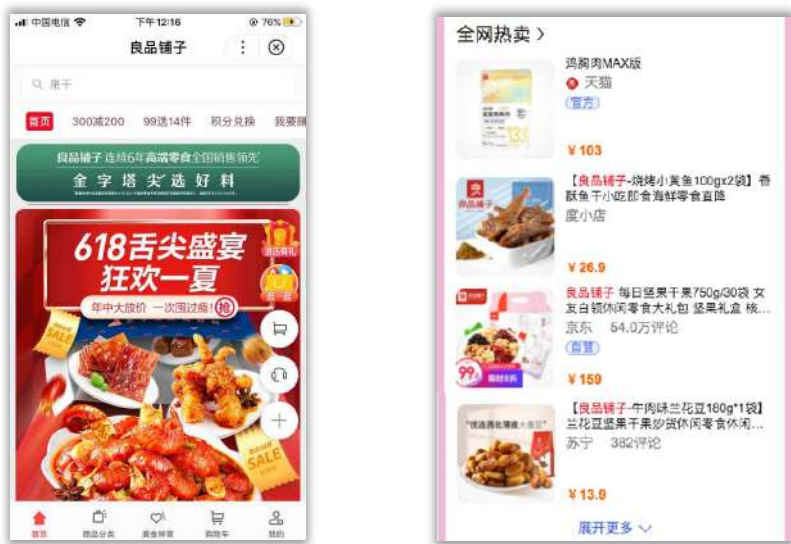 中国电信
下午12:16
76%
良品铺子
果干
首页
300减200
99选14件
积分兑换
良品铺子 连续6年高端零食全国销售领先
金字塔尖选好料
618舌尖盛宴
狂欢一夏
年中大放价 一次囤过瘾! 抢
SALE
SALE
首页
商品分类
购物车
我的
全网热卖
鸡胸肉MAX版
天猫
官方
¥103
【良品铺子-烧烤小黄鱼100gx2袋】香
酥鱼干小吃即食海鲜零食直降
度小店
¥26.9
良品铺子 每日坚果干果750g/30袋 女
友白领休闲零食大礼包 坚果礼盒 核...
京东 54.0万评论
自营
¥159
【良品铺子-牛肉味兰花豆180g*1袋】
兰花豆坚果干果炒货休闲零食休闲...
苏宁 382评论
¥13.9
展开更多